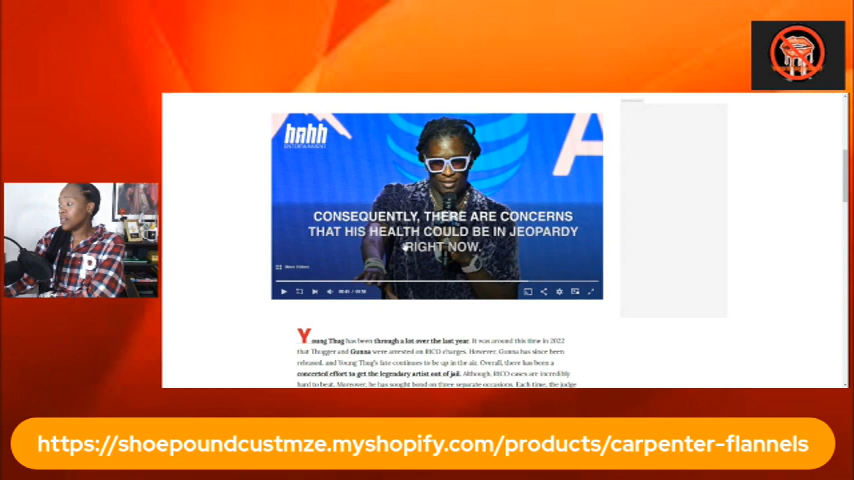 hnhh
ENTERTAINMENT
CONSEQUENTLY, THERE ARE CONCERNS
THAT HIS HEALTH COULD BE IN JEOPARDY
RIGHT NOW.
More Videos
Young Thug has been through a lot over the last year. It was around this time in 2022
that Thugger and Gunna were arrested on RICO charges. However, Gunna has since been
released, and Young Thug's fate continues to be up in the air. Overall, there has been a
concerted effort to get the legendary artist out of jail. Although, RICO cases are incredibly
hard to beat. Moreover, he has sought bond on three separate occasions. Each time, the judge
P
https://shoepoundcustmze.myshopify.com/products/carpenter-flannels